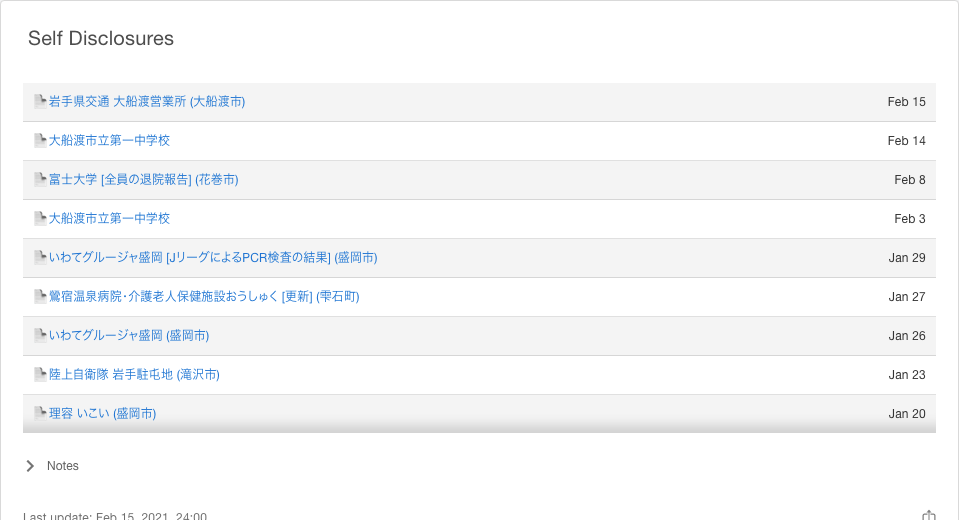 Self Disclosures
岩手県交通 大船渡営業所 (大船渡市) Feb 15
大船渡市立第一中学校 Feb 14
富士大学 [全員の退院報告] (花巻市) Feb 8
大船渡市立第一中学校 Feb 3
いわてグルージャ盛岡 [JリーグによるPCR検査の結果] (盛岡市) Jan 29
鶯宿温泉病院・介護老人保健施設おうしゅく [更新] (雫石町) Jan 27
いわてグルージャ盛岡 (盛岡市) Jan 26
陸上自衛隊 岩手駐屯地 (滝沢市) Jan 23
理容 いこい (盛岡市) Jan 20
Notes
Last update: Feb 15, 2021, 24:00